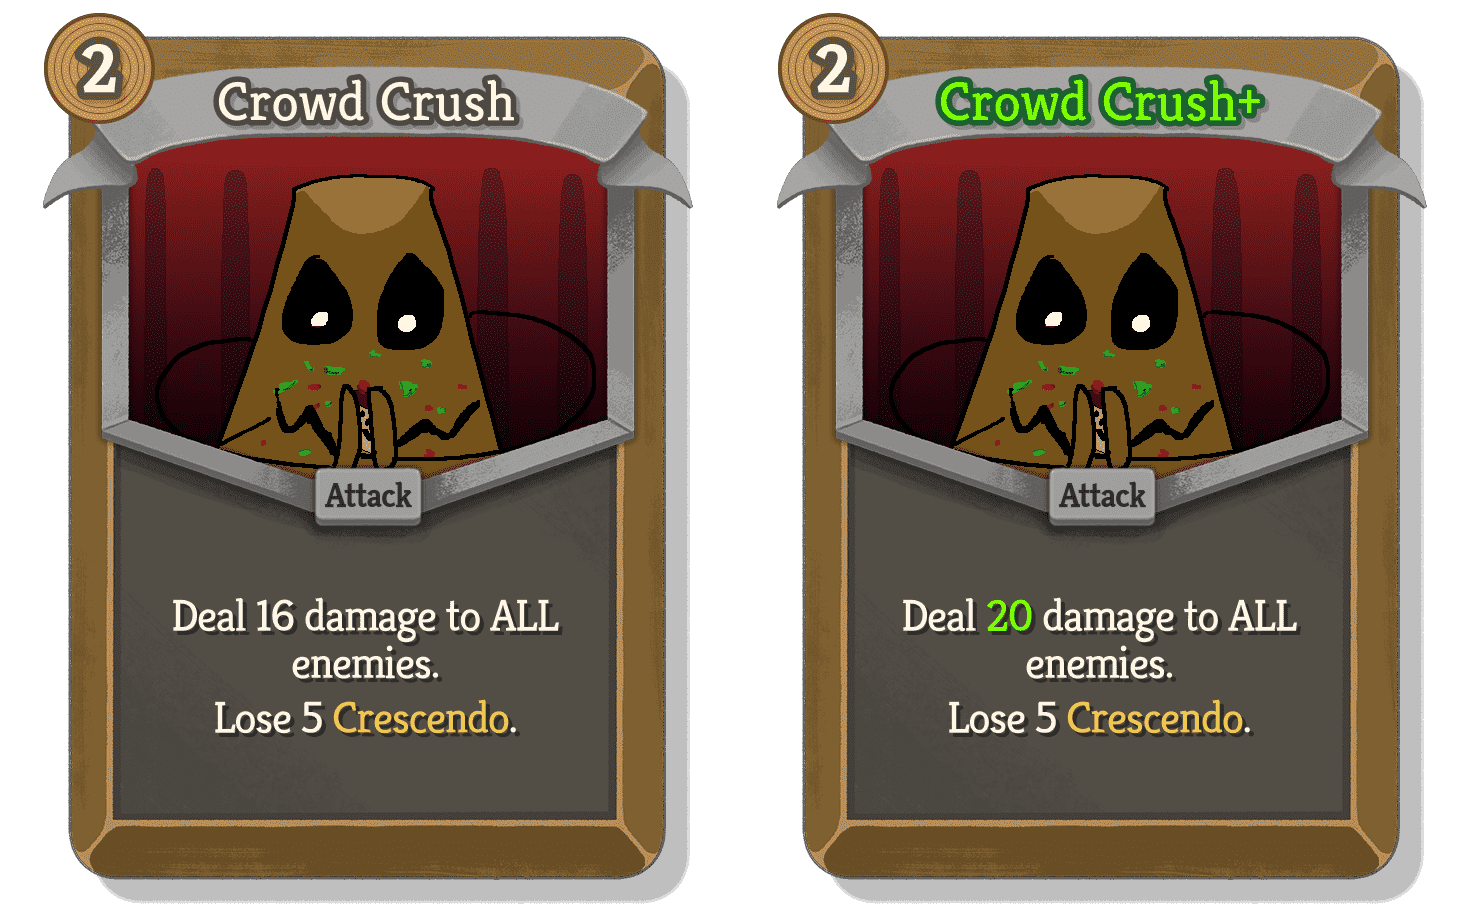 2
Crowd Crush
Attack
Deal 16 damage to ALL
enemies.
Lose 5 Crescendo.
2
Crowd Crush+
Attack
Deal 20 damage to ALL
enemies.
Lose 5 Crescendo.